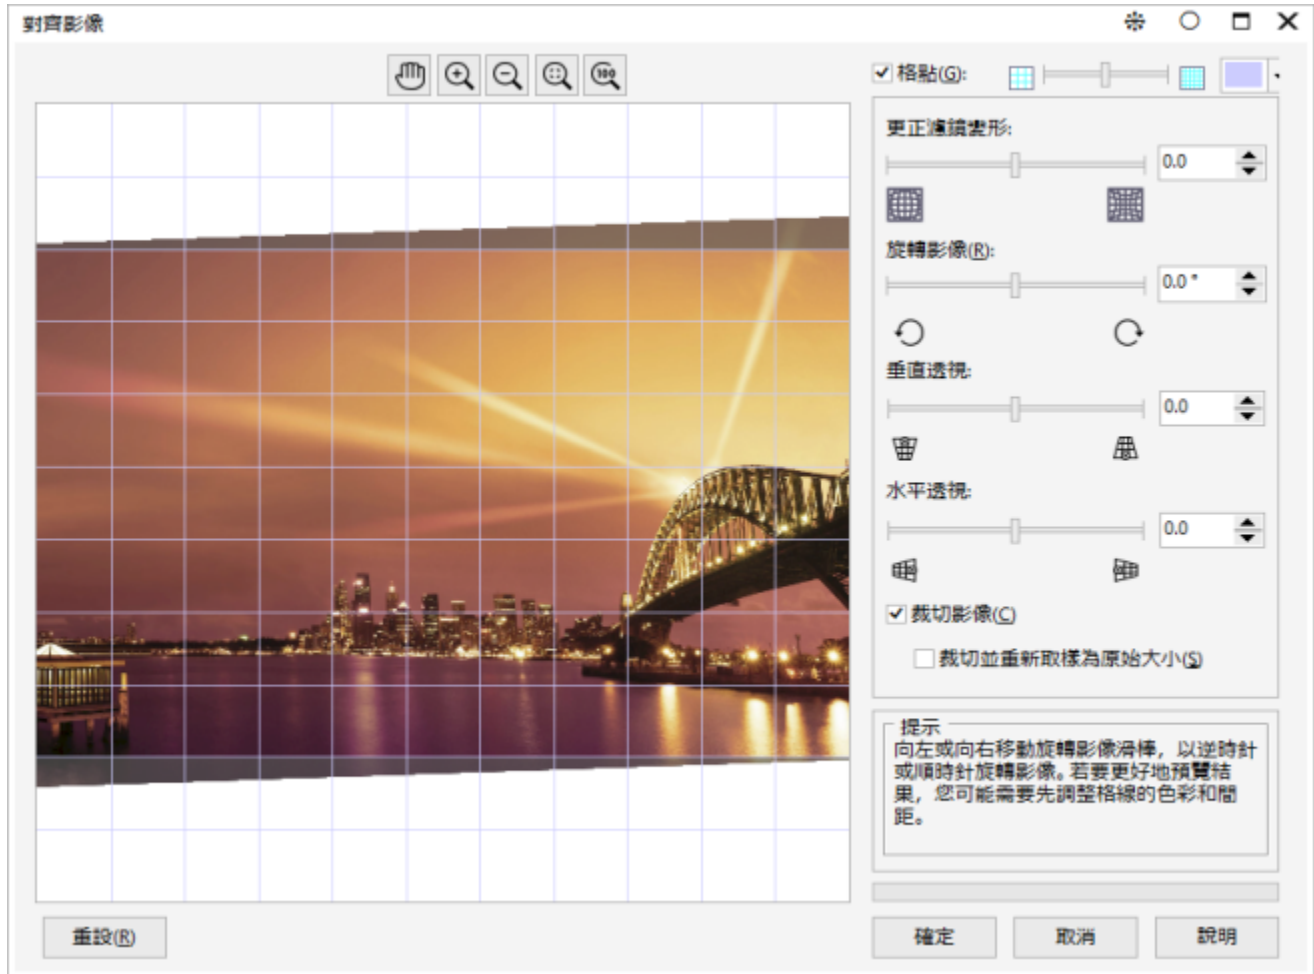 對齊影像
100
格點(G):
更正濾鏡變形:
0.0
旋轉影像(R):
0.0 °
垂直透視:
0.0
水平透視:
0.0
裁切影像(C)
裁切並重新取樣為原始大小(S)
提示
向左或向右移動旋轉影像滑棒，以逆時針
或順時針旋轉影像。若要更好地預覽結
果，您可能需要先調整格線的色彩和間
距。
重設(R)
確定
取消
說明